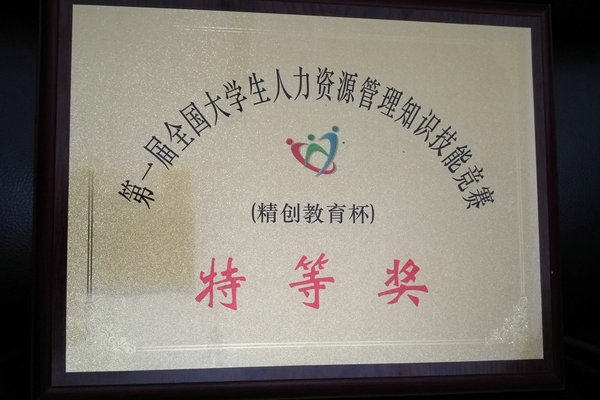 第一届全国大学生人力资源管理知识技能竞赛
(精创教育杯)
特等奖